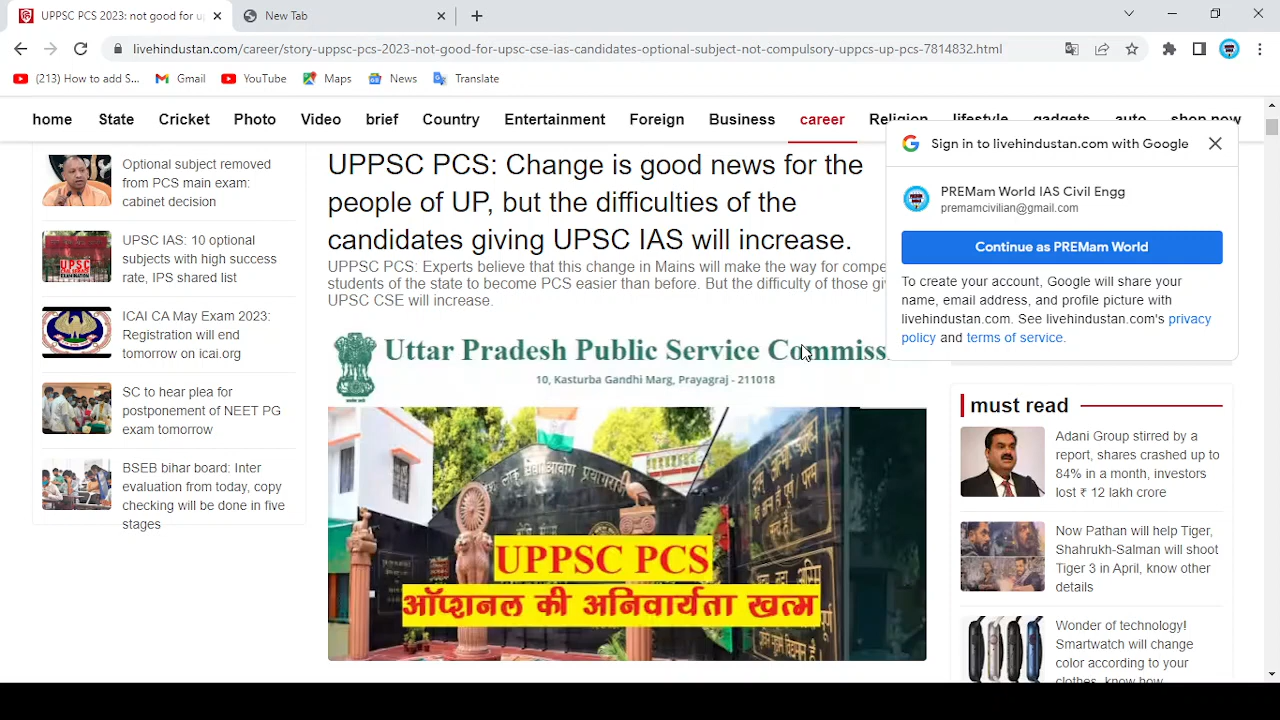 UPPSC PCS 2023: not good for u
New Tab
livehindustan.com/career/story-uppsc-pcs-2023-not-good-for-upsc-cse-ias-candidates-optional-subject-not-compulsory-uppcs-up-pcs-7814832.html
(213) How to add S...
Gmail
YouTube
Maps
News
Translate
home
State
Cricket
Photo
Video
brief
Country
Entertainment
Foreign
Business
career
Religion
lifestyle
gadgets
auto
shop now
Optional subject removed
from PCS main exam:
cabinet decision
UPSC IAS: 10 optional
subjects with high success
rate, IPS shared list
ICAI CA May Exam 2023:
Registration will end
tomorrow on icai.org
SC to hear plea for
postponement of NEET PG
exam tomorrow
BSEB bihar board: Inter
evaluation from today, copy
checking will be done in five
stages
UPPSC PCS: Change is good news for the
people of UP, but the difficulties of the
candidates giving UPSC IAS will increase.
UPPSC PCS: Experts believe that this change in Mains will make the way for compe
students of the state to become PCS easier than before. But the difficulty of those gi
UPSC CSE will increase.
Uttar Pradesh Public Service Commiss
10, Kasturba Gandhi Marg, Prayagraj - 211018
लोक सेवा आयोग प्रयागराज
UPPSC PCS
ऑप्शनल की अनिवार्यता खत्म
Sign in to livehindustan.com with Google
PREMam World IAS Civil Engg
premamcivilian@gmail.com
Continue as PREMam World
To create your account, Google will share your
name, email address, and profile picture with
livehindustan.com. See livehindustan.com's privacy
policy and terms of service.
must read
Adani Group stirred by a
report, shares crashed up to
84% in a month, investors
lost ₹ 12 lakh crore
Now Pathan will help Tiger,
Shahrukh-Salman will shoot
Tiger 3 in April, know other
details
Wonder of technology!
Smartwatch will change
color according to your
clothes, know how